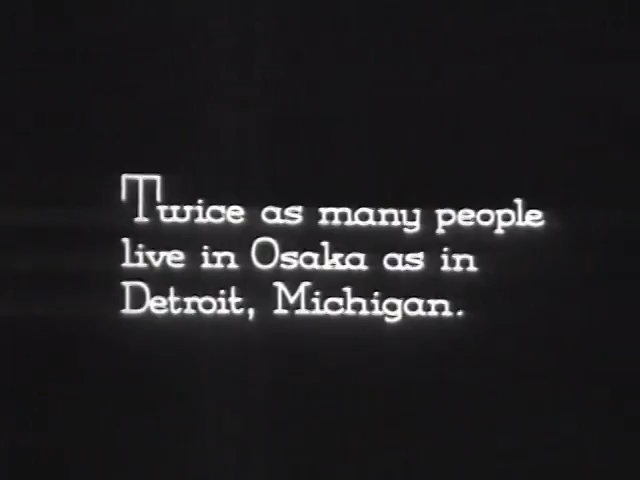 Twice as many people
live in Osaka as in
Detroit, Michigan.